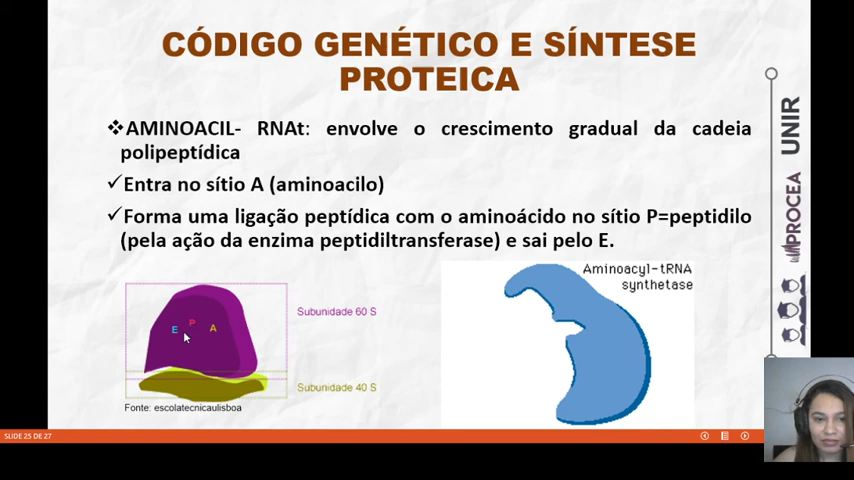 CÓDIGO GENÉTICO E SÍNTESE
PROTEICA
❖AMINOACIL- RNAt: envolve o crescimento gradual da cadeia
polipeptídica
✓Entra no sítio A (aminoacilo)
✓Forma uma ligação peptídica com o aminoácido no sítio P=peptidilo
(pela ação da enzima peptidiltransferase) e sai pelo E.
E P A
Subunidade 60 S
Subunidade 40 S
Fonte: escolatecnicaulisboa
Aminoacyl-tRNA
synthetase
UNIR
PROCEA
SLIDE 25 DE 27